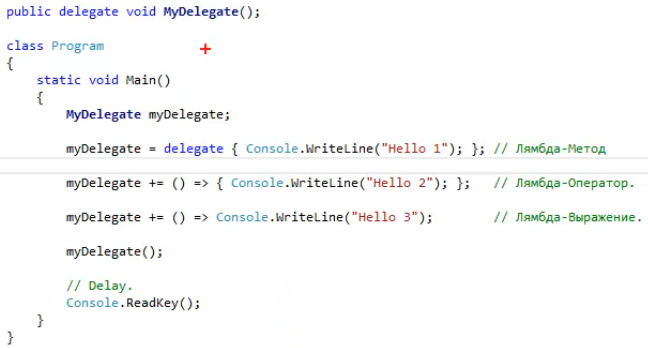 public delegate void MyDelegate();
class Program
{
static void Main()
{
MyDelegate myDelegate;
myDelegate = delegate { Console.WriteLine("Hello 1"); }; // Лямбда-Метод
myDelegate += () => { Console.WriteLine("Hello 2"); };   // Лямбда-Оператор.
myDelegate += () => Console.WriteLine("Hello 3");        // Лямбда-Выражение.
myDelegate();
// Delay.
Console.ReadKey();
}
}